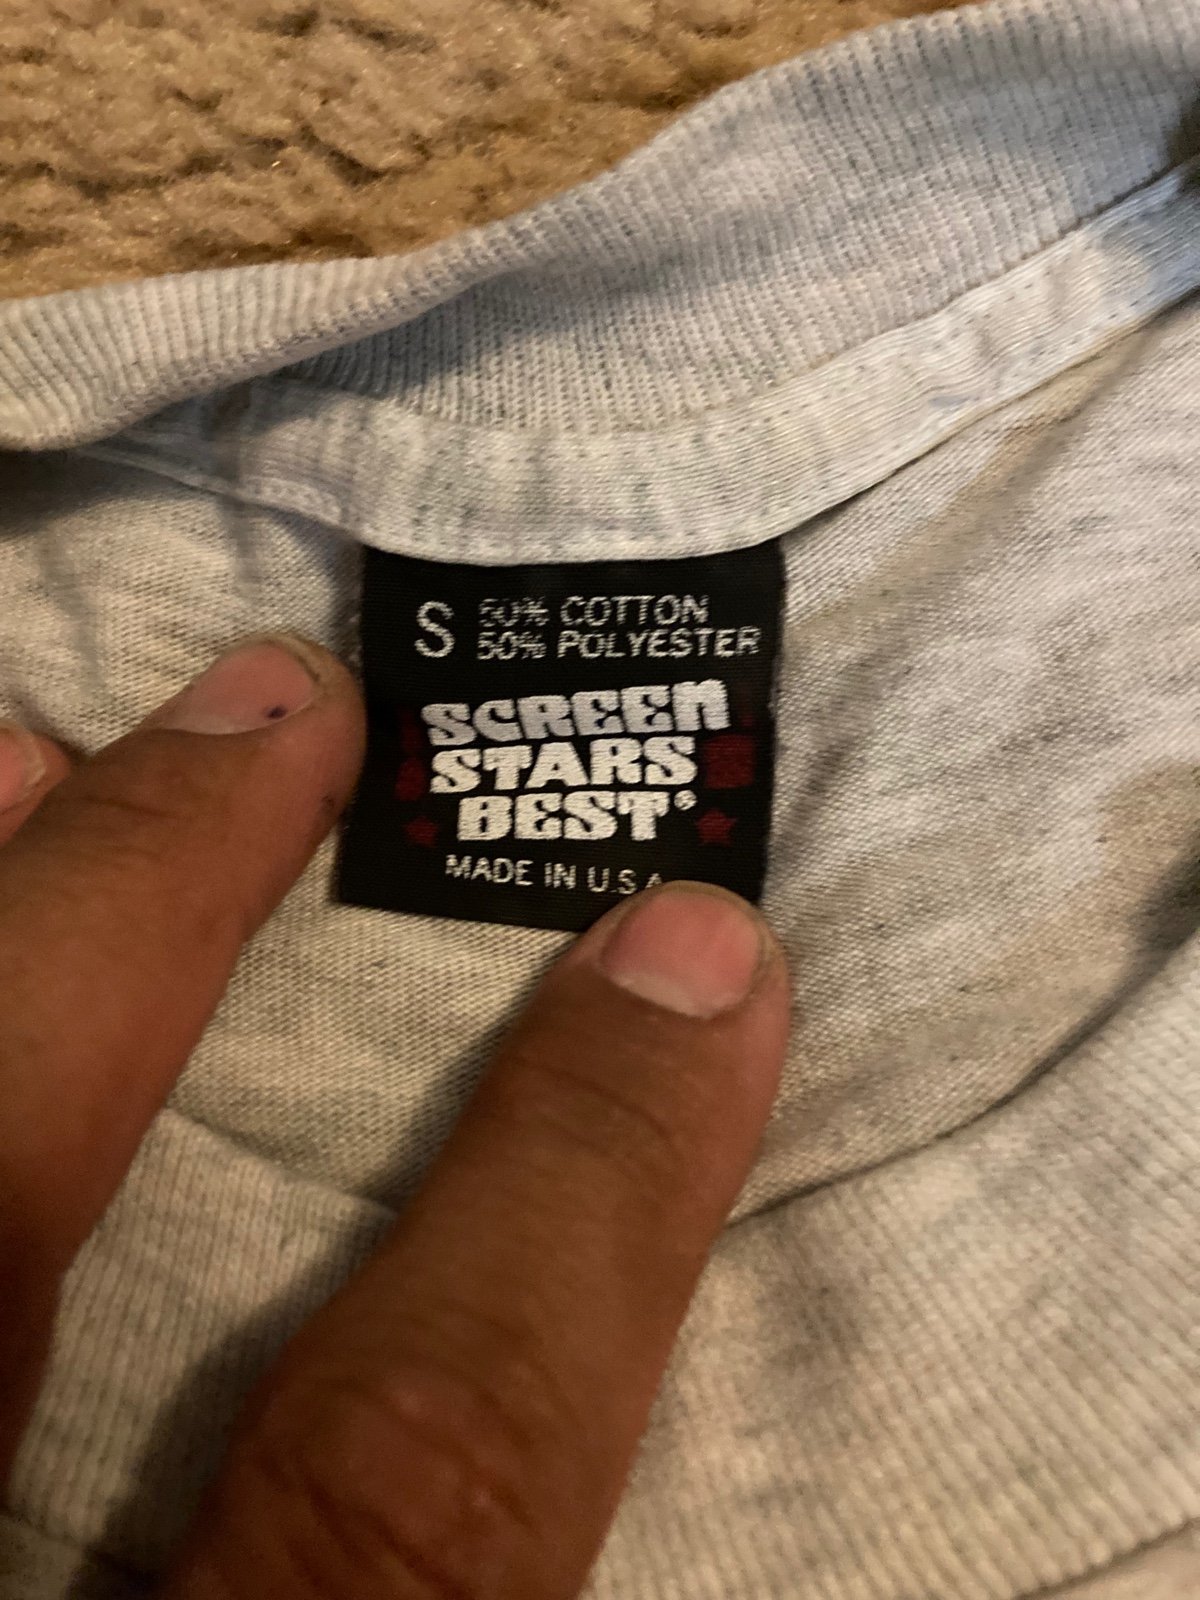 S 50% COTTON
50% POLYESTER
SCREEN
STARS
BEST®
MADE IN U.S.A